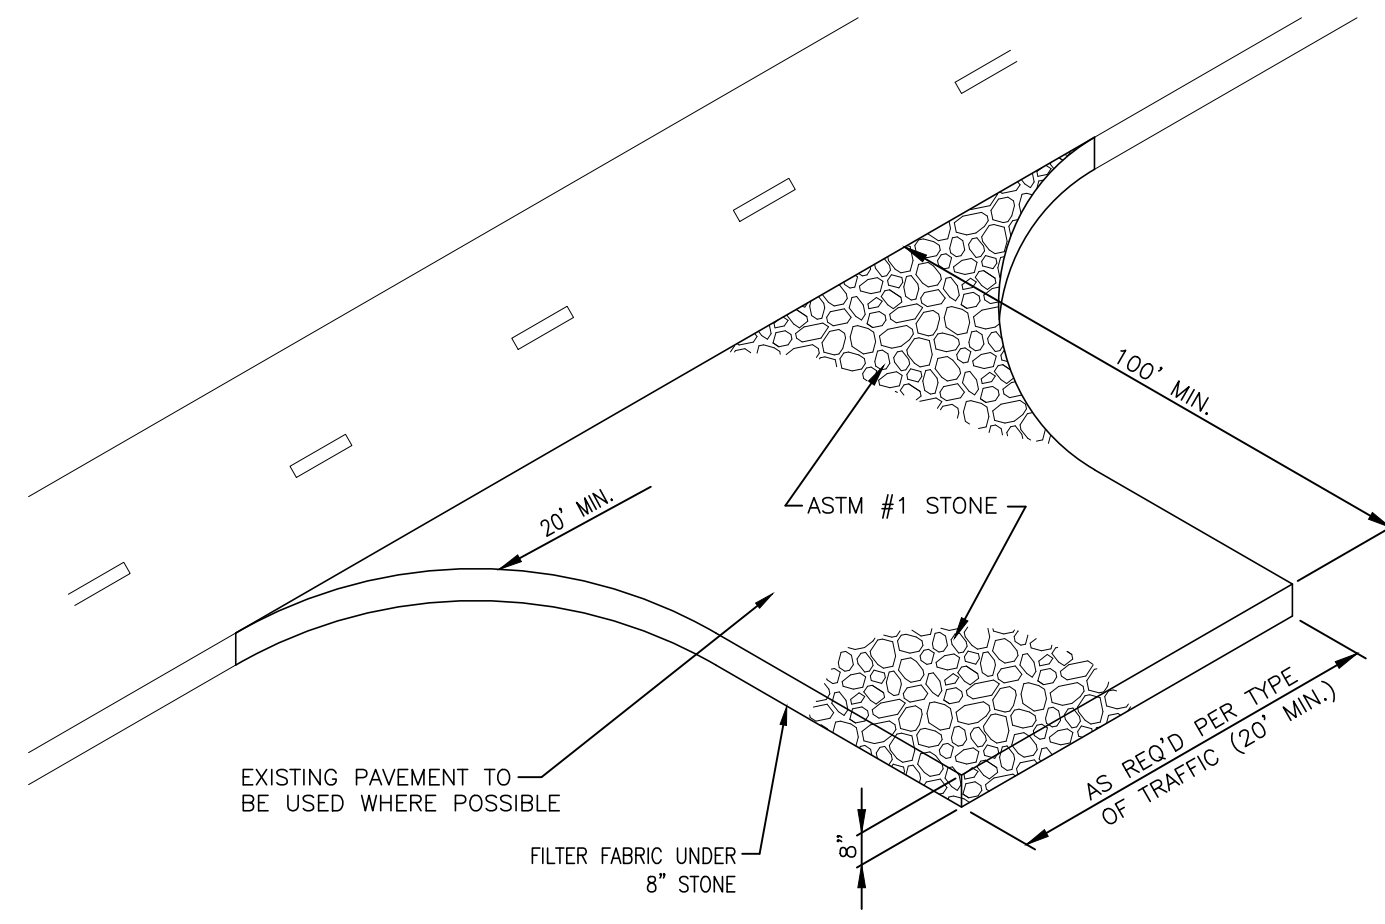 100' MIN.
20' MIN.
ASTM #1 STONE
EXISTING PAVEMENT TO
BE USED WHERE POSSIBLE
AS REQ'D PER TYPE
OF TRAFFIC (20' MIN.)
8"
FILTER FABRIC UNDER
8" STONE